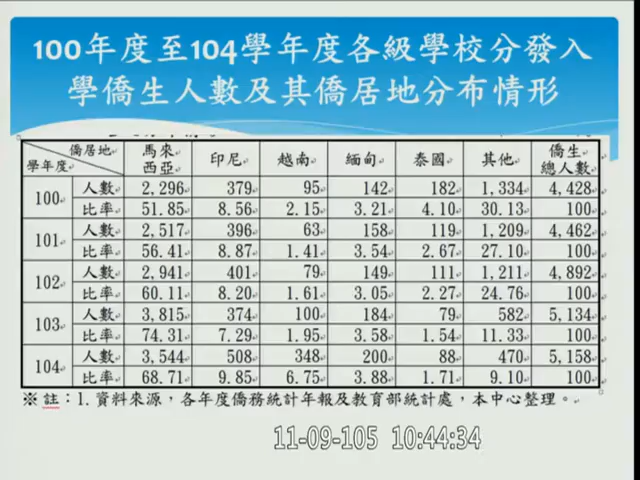 100年度至104學年度各級學校分發入
學僑生人數及其僑居地分布情形
僑居地 學年度 馬來西亞 印尼 越南 緬甸 泰國 其他 僑生總人數
100 人數 2,296 379 95 142 182 1,334 4,428
比率 51.85 8.56 2.15 3.21 4.10 30.13 100
101 人數 2,517 396 63 158 119 1,209 4,462
比率 56.41 8.87 1.41 3.54 2.67 27.10 100
102 人數 2,941 401 79 149 111 1,211 4,892
比率 60.11 8.20 1.61 3.05 2.27 24.76 100
103 人數 3,815 374 100 184 79 582 5,134
比率 74.31 7.29 1.95 3.58 1.54 11.33 100
104 人數 3,544 508 348 200 88 470 5,158
比率 68.71 9.85 6.75 3.88 1.71 9.10 100
※ 註：1. 資料來源，各年度僑務統計年報及教育部統計處，本中心整理。
11-09-105 10:44:34